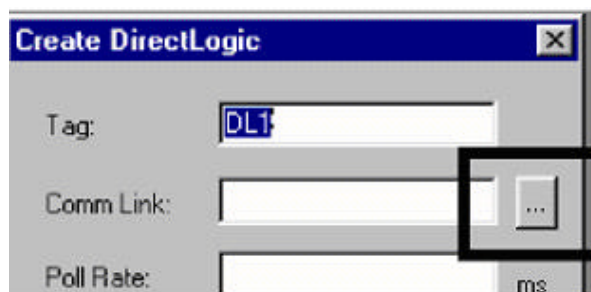 Create DirectLogic
Tag: DL1
Comm Link: ...
Poll Rate: ms